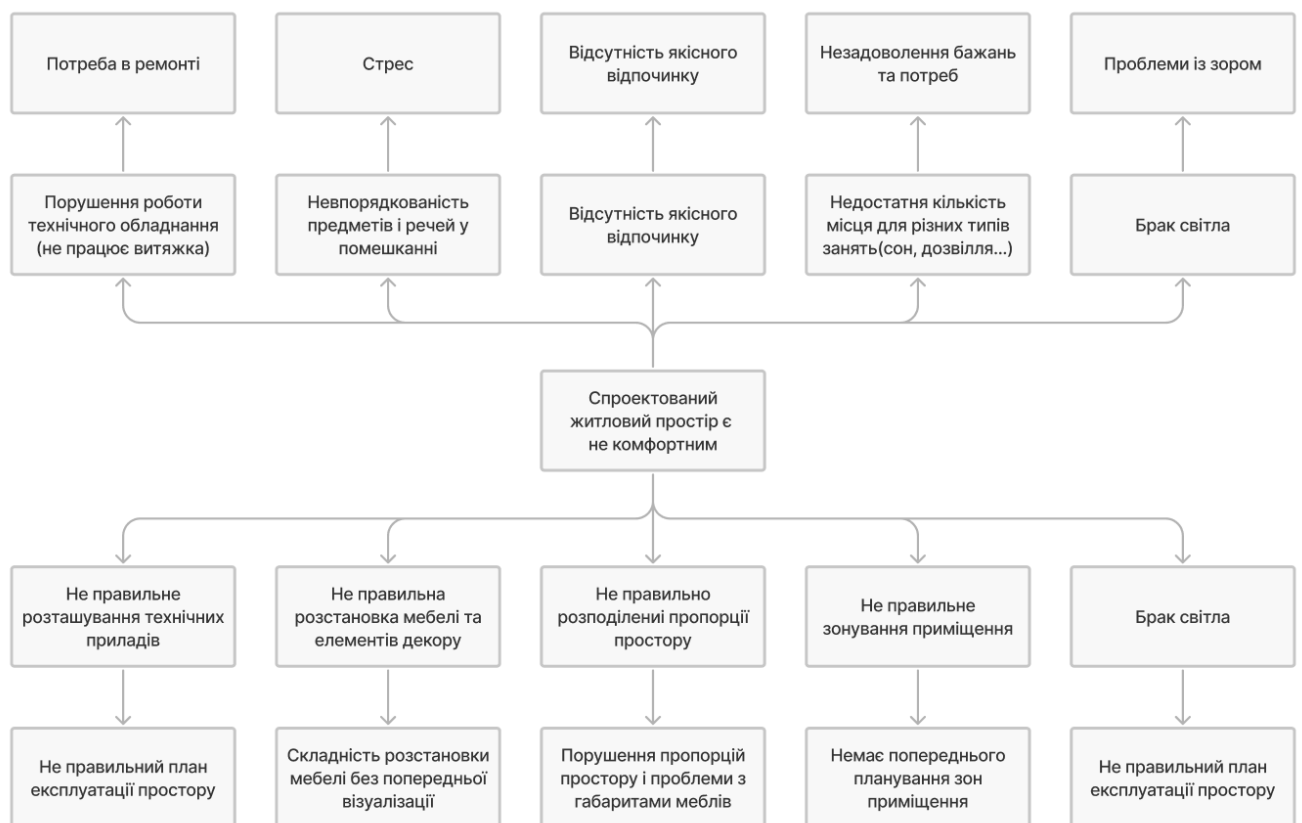 Потреба в ремонті
Стрес
Відсутність якісного
відпочинку
Незадоволення бажань
та потреб
Проблеми із зором
Порушення роботи
технічного обладнання
(не працює витяжка)
Невпорядкованість
предметів і речей у
помешканні
Відсутність якісного
відпочинку
Недостатня кількість
місця для різних типів
занять(сон, дозвілля...)
Брак світла
Спроектований
житловий простір є
не комфортним
Не правильне
розташування технічних
приладів
Не правильна
розстановка мебелі та
елементів декору
Не правильно
розподілениі пропорції
простору
Не правильне
зонування приміщення
Брак світла
Не правильний план
експлуатації простору
Складність розстановки
мебелі без попередньої
візуалізації
Порушення пропорцій
простору і проблеми з
габаритами меблів
Немає попереднього
планування зон
приміщення
Не правильний план
експлуатації простору